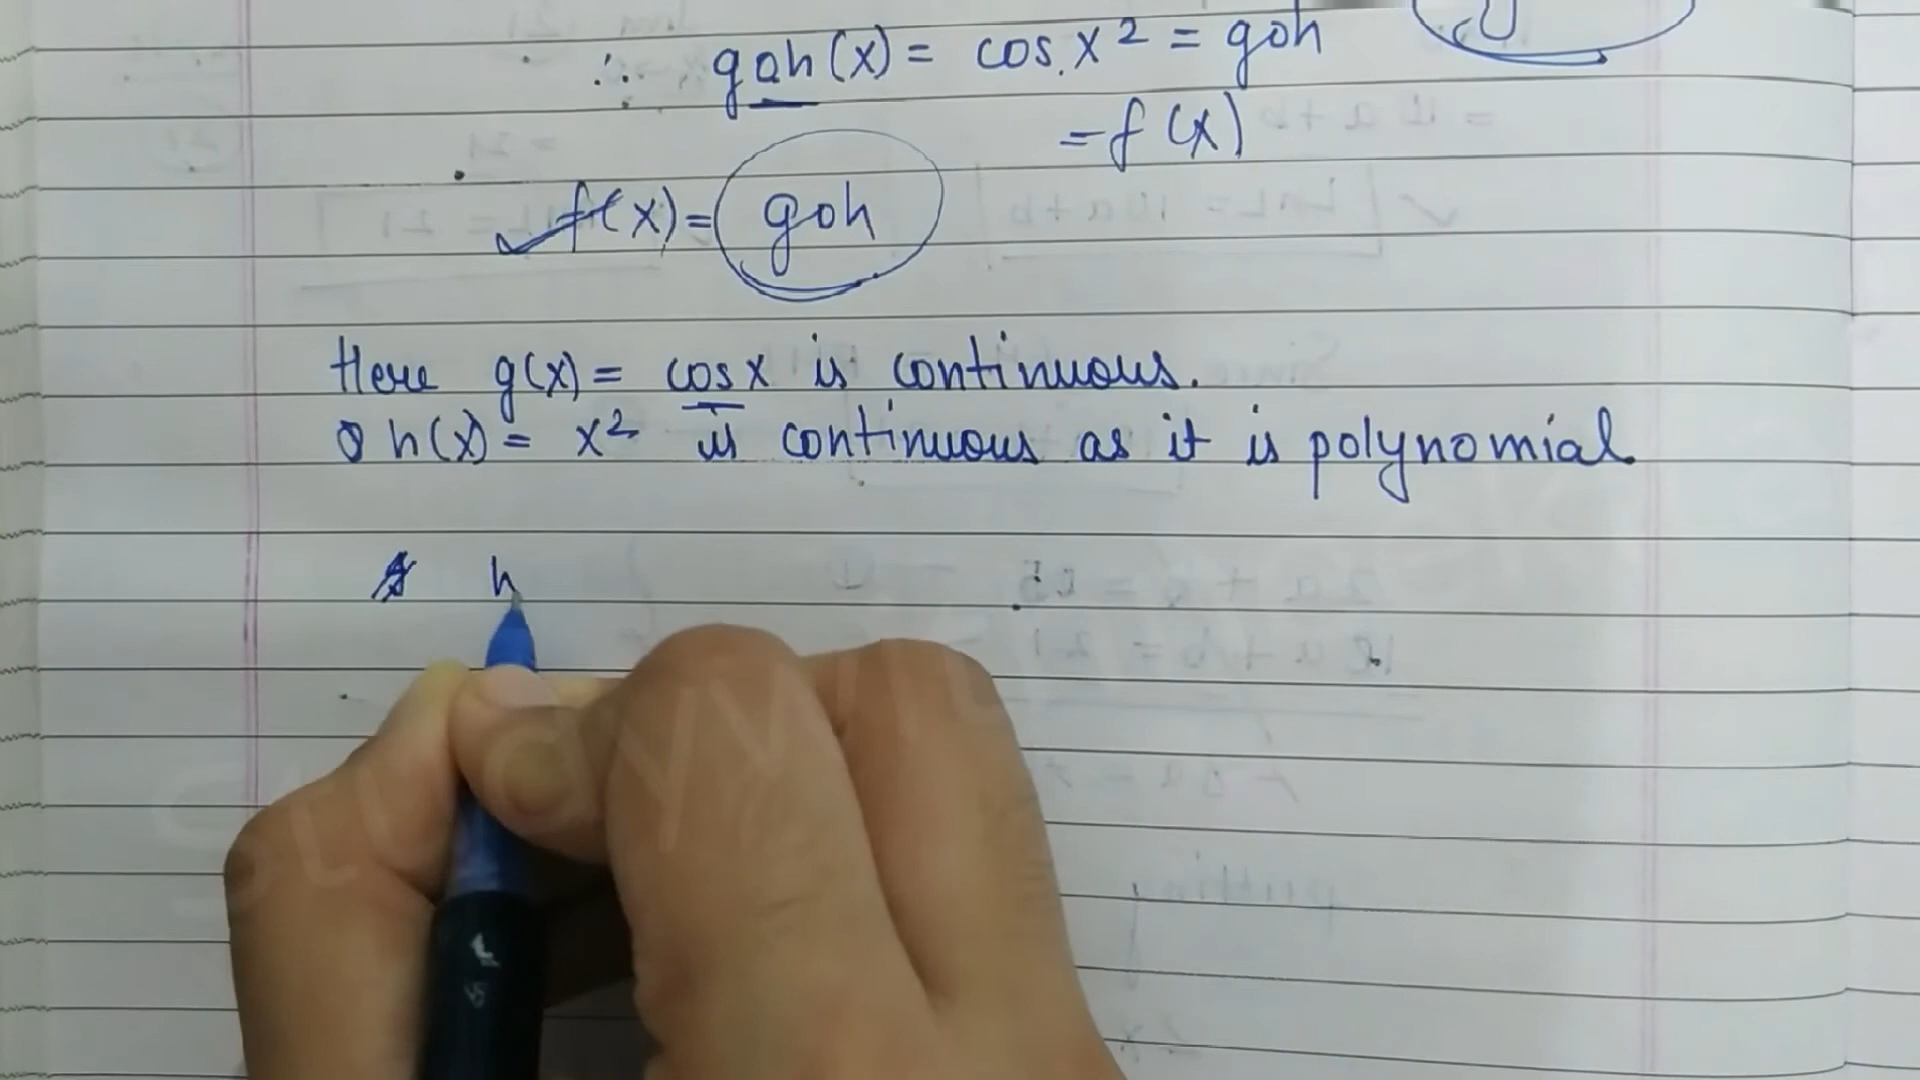 ∴ goh(x) = cos x² = goh
= f(x)
f(x) = goh
Here g(x) = cos x is continuous.
h(x) = x² is continuous as it is polynomial
h